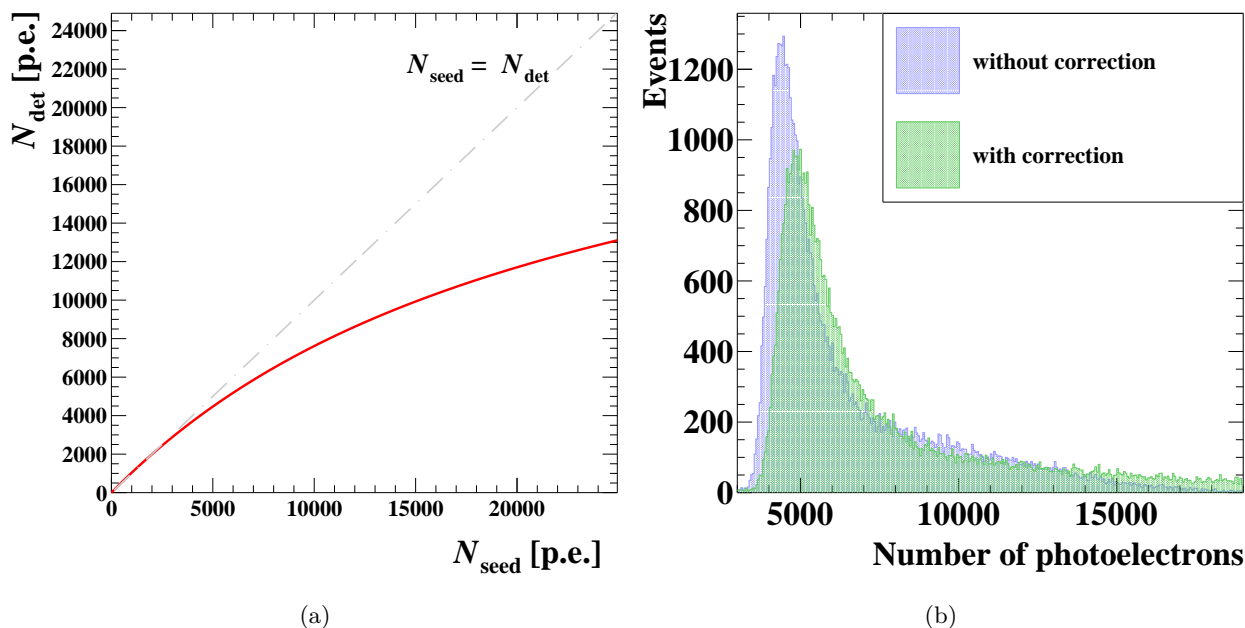 N_det [p.e.]
24000
22000
20000
18000
16000
14000
12000
10000
8000
6000
4000
2000
0
N_seed = N_det
0 5000 10000 15000 20000
N_seed [p.e.]
(a)
Events
1200
1000
800
600
400
200
0
without correction
with correction
5000 10000 15000
Number of photoelectrons
(b)